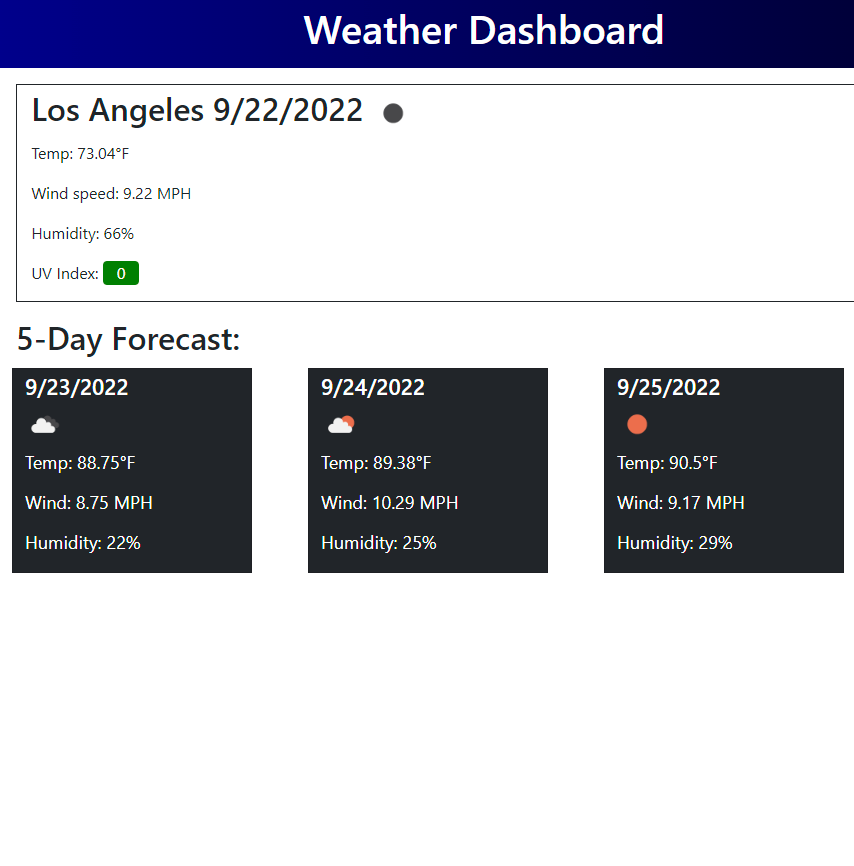 Weather Dashboard
Los Angeles 9/22/2022
Temp: 73.04°F
Wind speed: 9.22 MPH
Humidity: 66%
UV Index: 0
5-Day Forecast:
9/23/2022
Temp: 88.75°F
Wind: 8.75 MPH
Humidity: 22%
9/24/2022
Temp: 89.38°F
Wind: 10.29 MPH
Humidity: 25%
9/25/2022
Temp: 90.5°F
Wind: 9.17 MPH
Humidity: 29%